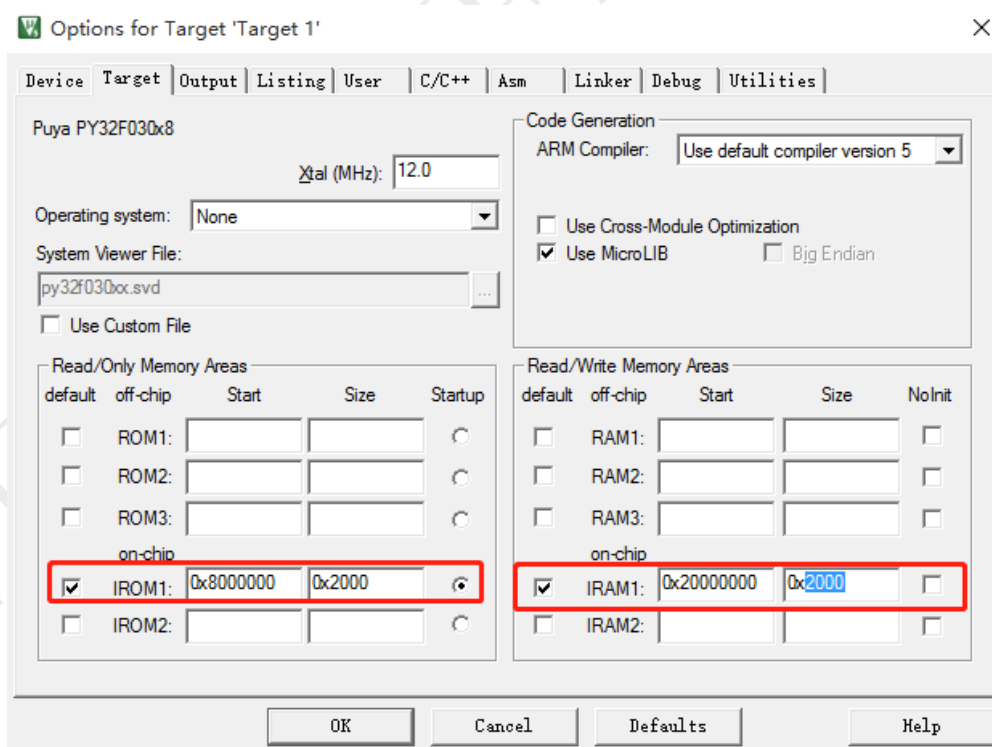 Options for Target 'Target 1'
Device Target Output Listing User C/C++ Asm Linker Debug Utilities
Puya PY32F030x8
Xtal (MHz): 12.0
Operating system: None
System Viewer File:
py32f030xx.svd ...
Use Custom File
Code Generation
ARM Compiler: Use default compiler version 5
Use Cross-Module Optimization
Use MicroLIB Big Endian
Read/Only Memory Areas
default off-chip Start Size Startup
ROM1:
ROM2:
ROM3:
on-chip
IROM1: 0x8000000 0x2000
IROM2:
Read/Write Memory Areas
default off-chip Start Size NoInit
RAM1:
RAM2:
RAM3:
on-chip
IRAM1: 0x20000000 0x2000
IRAM2:
OK Cancel Defaults Help